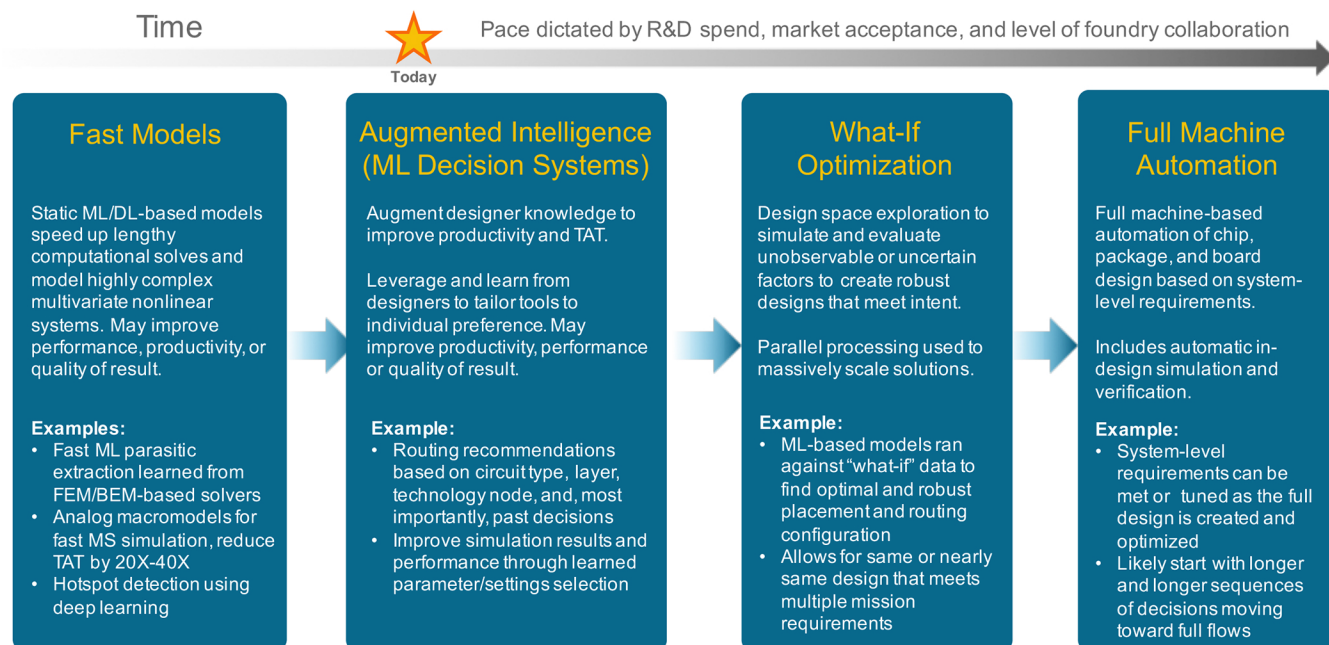 Time
Pace dictated by R&D spend, market acceptance, and level of foundry collaboration
Today
Fast Models
Static ML/DL-based models
speed up lengthy
computational solves and
model highly complex
multivariate nonlinear
systems. May improve
performance, productivity, or
quality of result.
Examples:
• Fast ML parasitic
extraction learned from
FEM/BEM-based solvers
• Analog macromodels for
fast MS simulation, reduce
TAT by 20X-40X
• Hotspot detection using
deep learning
Augmented Intelligence
(ML Decision Systems)
Augment designer knowledge to
improve productivity and TAT.
Leverage and learn from
designers to tailor tools to
individual preference. May
improve productivity, performance
or quality of result.
Example:
• Routing recommendations
based on circuit type, layer,
technology node, and, most
importantly, past decisions
• Improve simulation results and
performance through learned
parameter/settings selection
What-If
Optimization
Design space exploration to
simulate and evaluate
unobservable or uncertain
factors to create robust
designs that meet intent.
Parallel processing used to
massively scale solutions.
Example:
• ML-based models ran
against “what-if” data to
find optimal and robust
placement and routing
configuration
• Allows for same or nearly
same design that meets
multiple mission
requirements
Full Machine
Automation
Full machine-based
automation of chip,
package, and board
design based on system-
level requirements.
Includes automatic in-
design simulation and
verification.
Example:
• System-level
requirements can be
met or tuned as the full
design is created and
optimized
• Likely start with longer
and longer sequences
of decisions moving
toward full flows